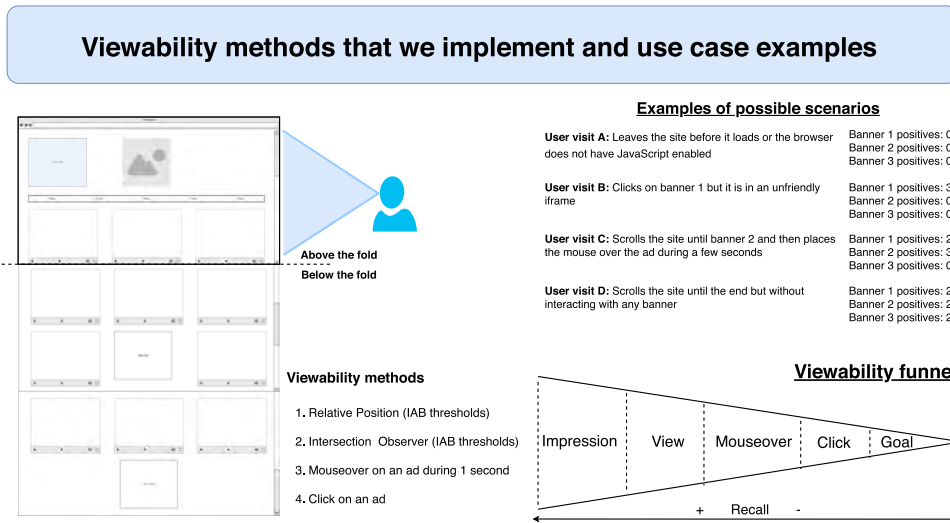 Viewability methods that we implement and use case examples
Examples of possible scenarios
User visit A: Leaves the site before it loads or the browser
does not have JavaScript enabled
Banner 1 positives: 0
Banner 2 positives: 0
Banner 3 positives: 0
User visit B: Clicks on banner 1 but it is in an unfriendly
iframe
Banner 1 positives: 3
Banner 2 positives: 0
Banner 3 positives: 0
User visit C: Scrolls the site until banner 2 and then places
the mouse over the ad during a few seconds
Banner 1 positives: 2
Banner 2 positives: 3
Banner 3 positives: 0
User visit D: Scrolls the site until the end but without
interacting with any banner
Banner 1 positives: 2
Banner 2 positives: 2
Banner 3 positives: 2
Above the fold
Below the fold
Viewability methods
1. Relative Position (IAB thresholds)
2. Intersection Observer (IAB thresholds)
3. Mouseover on an ad during 1 second
4. Click on an ad
Viewability funne
Impression View Mouseover Click Goal
+ Recall -